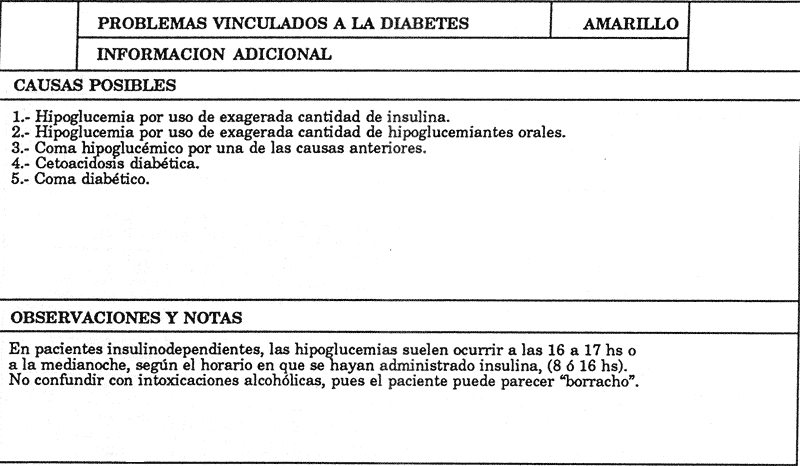 PROBLEMAS VINCULADOS A LA DIABETES AMARILLO
INFORMACION ADICIONAL
CAUSAS POSIBLES
1.- Hipoglucemia por uso de exagerada cantidad de insulina.
2.- Hipoglucemia por uso de exagerada cantidad de hipoglucemiantes orales.
3.- Coma hipoglucémico por una de las causas anteriores.
4.- Cetoacidosis diabética.
5.- Coma diabético.
OBSERVACIONES Y NOTAS
En pacientes insulinodependientes, las hipoglucemias suelen ocurrir a las 16 a 17 hs o
a la medianoche, según el horario en que se hayan administrado insulina, (8 ó 16 hs).
No confundir con intoxicaciones alcohólicas, pues el paciente puede parecer “borracho”.